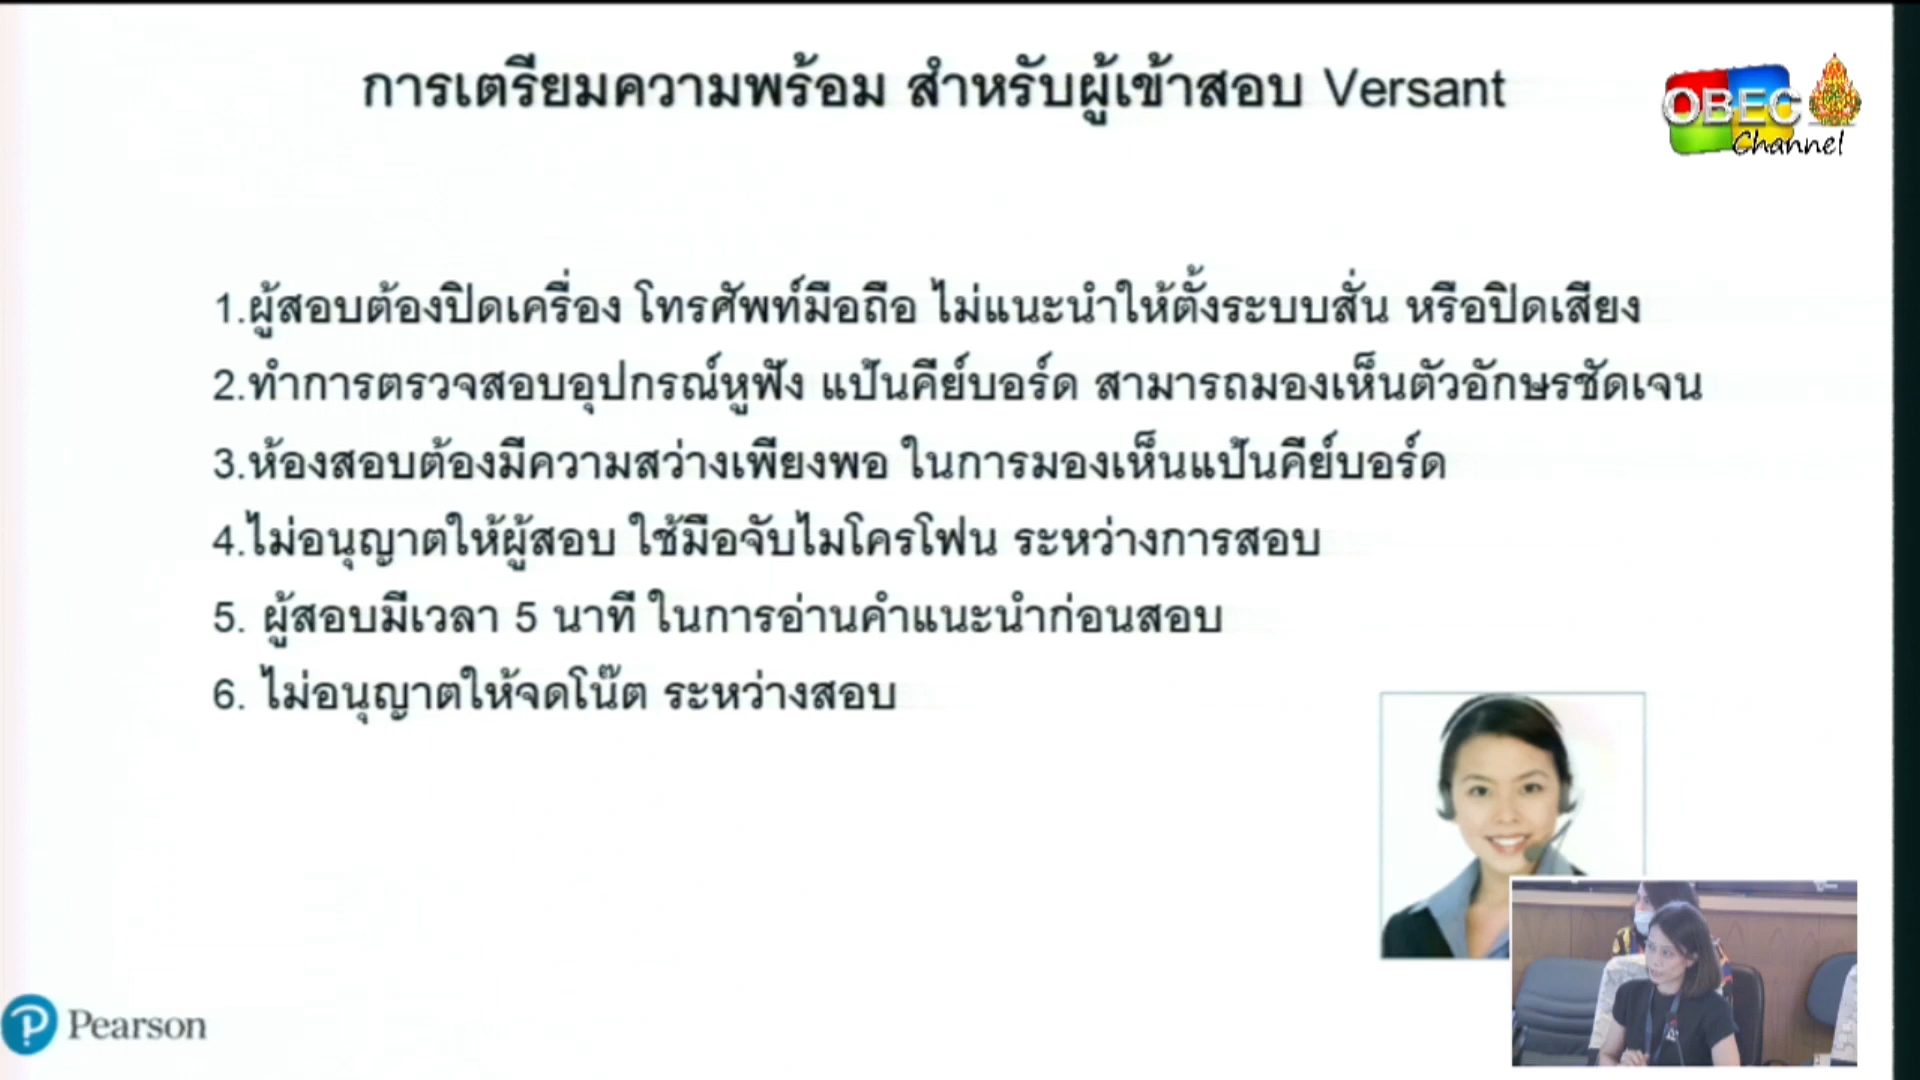 การเตรียมความพร้อม สำหรับผู้เข้าสอบ Versant
OBEC
Channel
1.ผู้สอบต้องปิดเครื่อง โทรศัพท์มือถือ ไม่แนะนำให้ตั้งระบบสั่น หรือปิดเสียง
2.ทำการตรวจสอบอุปกรณ์หูฟัง แป้นคีย์บอร์ด สามารถมองเห็นตัวอักษรชัดเจน
3.ห้องสอบต้องมีความสว่างเพียงพอ ในการมองเห็นแป้นคีย์บอร์ด
4.ไม่อนุญาตให้ผู้สอบ ใช้มือจับไมโครโฟน ระหว่างการสอบ
5. ผู้สอบมีเวลา 5 นาที ในการอ่านคำแนะนำก่อนสอบ
6. ไม่อนุญาตให้จดโน๊ต ระหว่างสอบ
Pearson